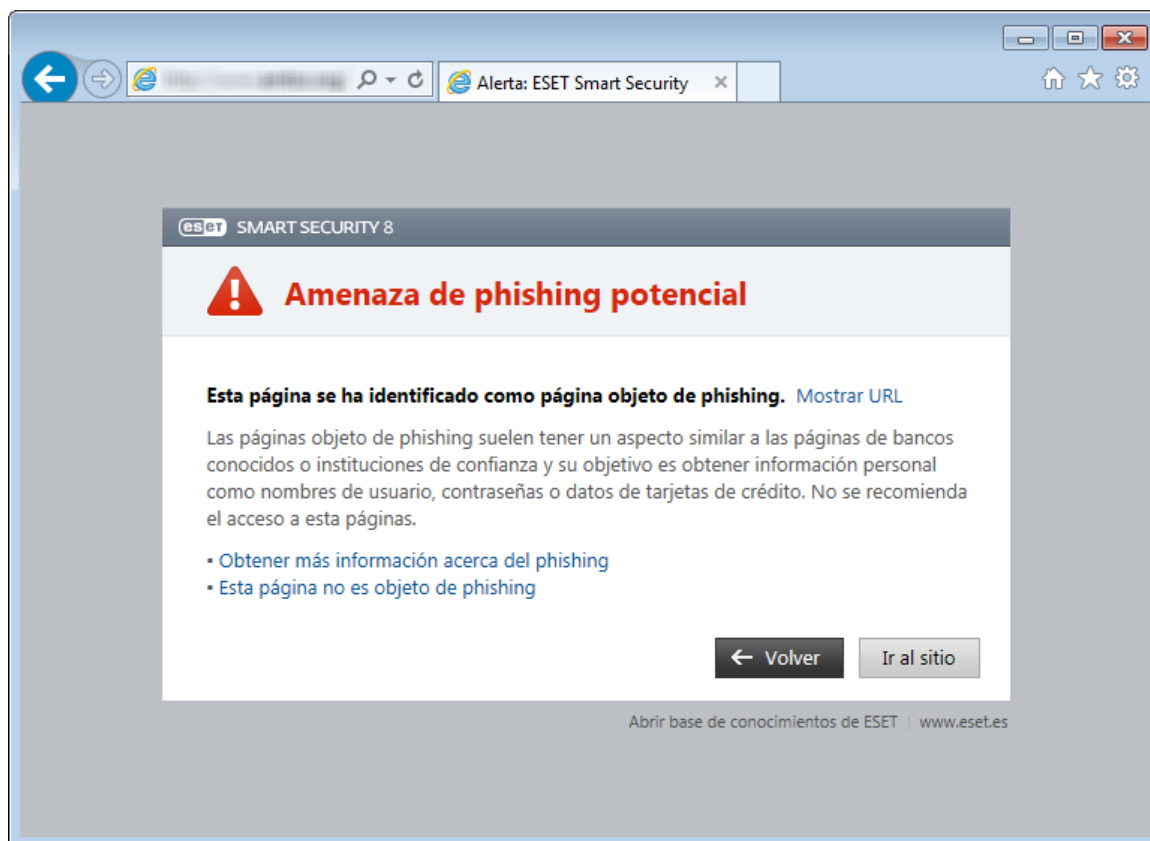 Alerta: ESET Smart Security
eset SMART SECURITY 8
Amenaza de phishing potencial
Esta página se ha identificado como página objeto de phishing. Mostrar URL
Las páginas objeto de phishing suelen tener un aspecto similar a las páginas de bancos
conocidos o instituciones de confianza y su objetivo es obtener información personal
como nombres de usuario, contraseñas o datos de tarjetas de crédito. No se recomienda
el acceso a esta páginas.
▪ Obtener más información acerca del phishing
▪ Esta página no es objeto de phishing
Volver Ir al sitio
Abrir base de conocimientos de ESET | www.eset.es